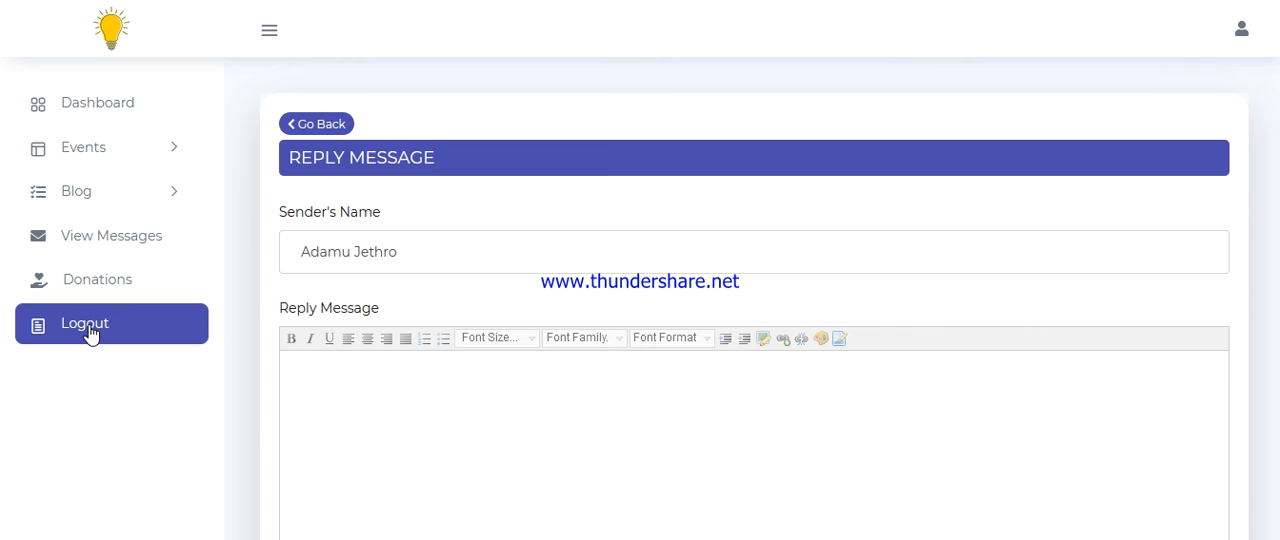 Dashboard
Events
Blog
View Messages
Donations
Logout
Go Back
REPLY MESSAGE
Sender's Name
Adamu Jethro
www.thundershare.net
Reply Message
B I U Font Size... Font Family. Font Format